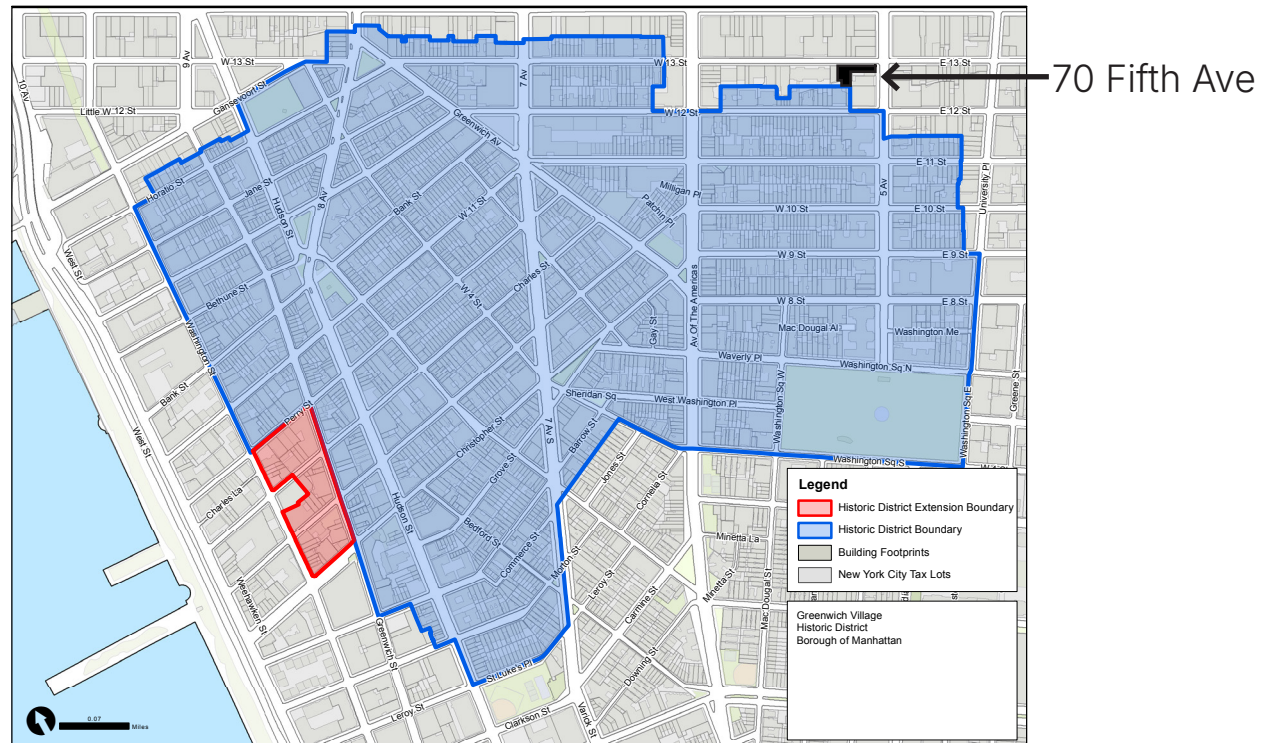 10 Av
9 Av
W 13 St
7 Av
W 13 St
E 13 St
70 Fifth Ave
Little W 12 St
Gansevoort St
W 12 St
E 12 St
Greenwich Av
E 11 St
University Pl
Horatio St
Jane St
8 Av
Milligan Pl
5 Av
Bank St
Patchin Pl
Hudson St
W 11 St
W 10 St
E 10 St
West St
W 9 St
E 9 St
Charles St
Av Of The Americas
Bethune St
W 4 St
W 8 St
E 8 St
Gay St
Mac Dougal Al
Washington Me
Washington St
Waverly Pl
Washington Sq N
Greene St
Bank St
Sheridan Sq
West Washington Pl
Washington Sq W
Washington Sq E
Perry St
7 Av S
Barrow St
Christopher St
West St
Grove St
Jones St
Washington Sq S
Charles La
Cornelia St
Legend
Historic District Extension Boundary
Historic District Boundary
Building Footprints
New York City Tax Lots
Hudson St
Bedford St
Commerce St
Minetta La
Morton St
Leroy St
Minetta St
Mac Dougal St
Weehawken St
Carmine St
Greenwich St
Greenwich Village
Historic District
Borough of Manhattan
Downing St
St Luke's Pl
Leroy St
Clarkson St
Varick St
0.07
Miles